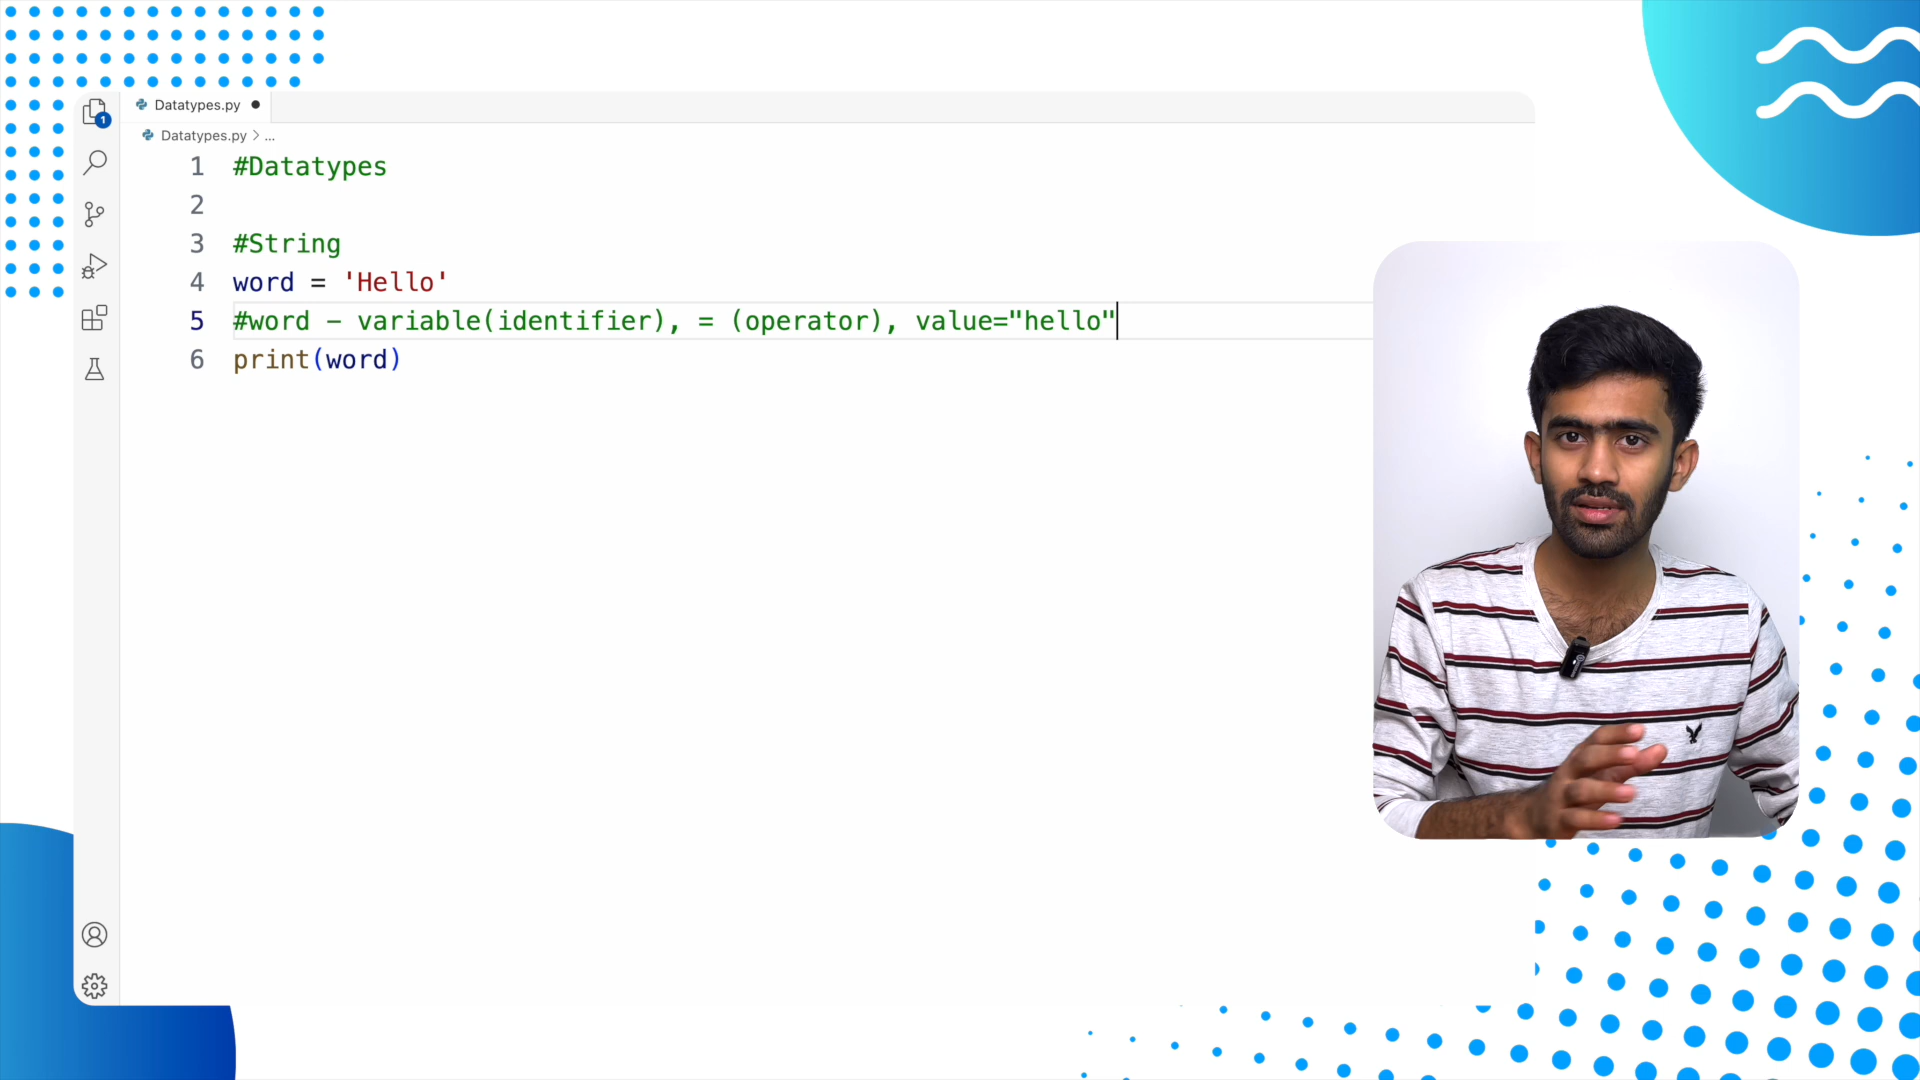 Datatypes.py
Datatypes.py > ...
1 #Datatypes
2
3 #String
4 word = 'Hello'
5 #word - variable(identifier), = (operator), value="hello"
6 print(word)
1